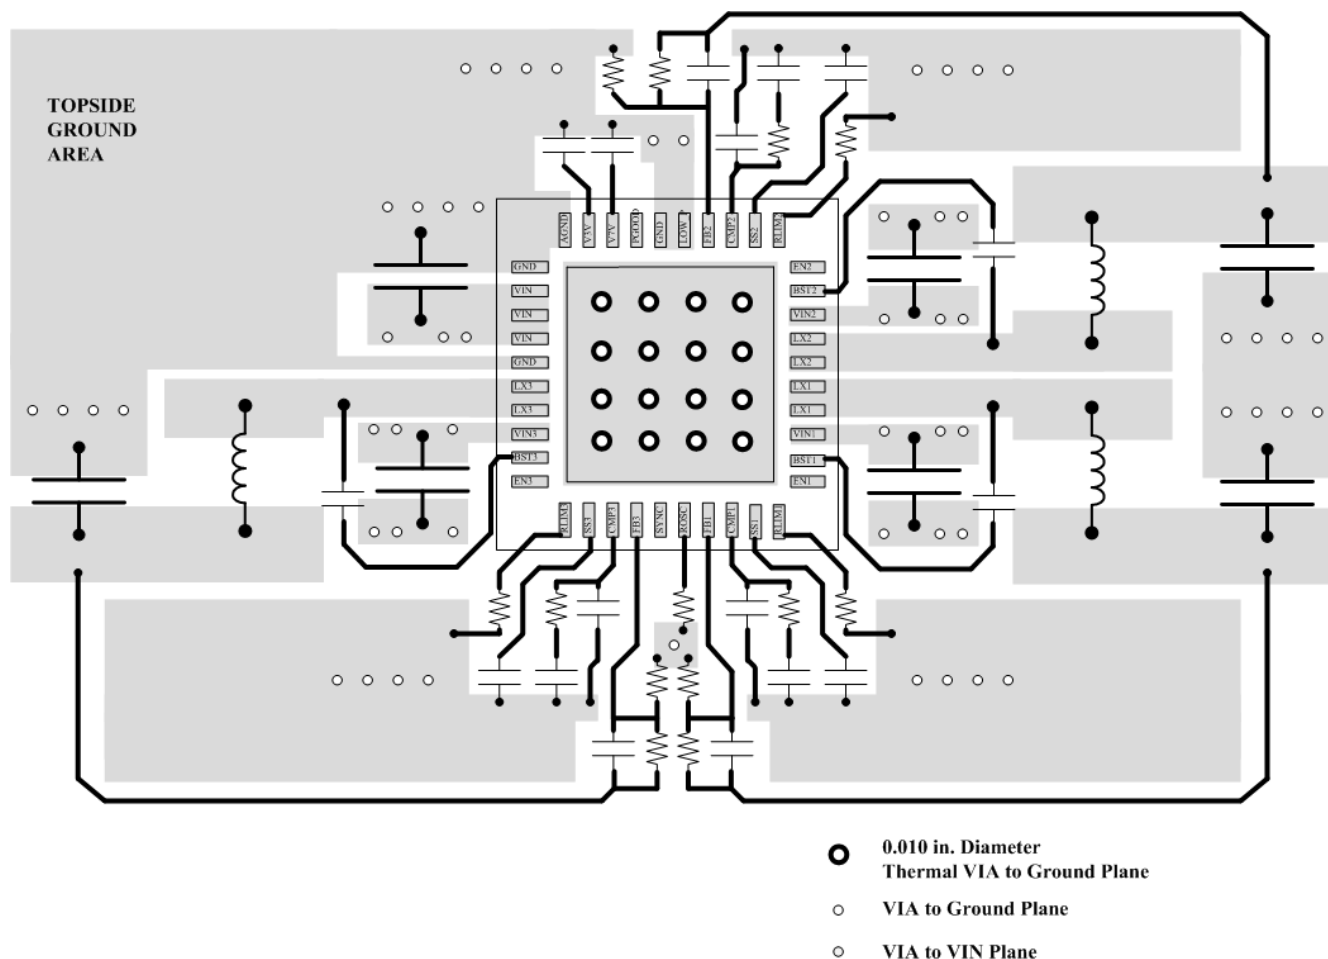 TOPSIDE
GROUND
AREA
AGND
V3V
V7V
PGOOD
GND
LOW_P
FB2
CMP2
SS2
RLIM2
GND
VIN
VIN
VIN
GND
LX3
LX3
VIN3
BST3
EN3
EN2
BST2
VIN2
LX2
LX2
LX1
LX1
VIN1
BST1
EN1
RLIM3
SS3
CMP3
FB3
SYNC
ROSC
FB1
CMP1
SS1
RLIM1
0.010 in. Diameter
Thermal VIA to Ground Plane
VIA to Ground Plane
VIA to VIN Plane